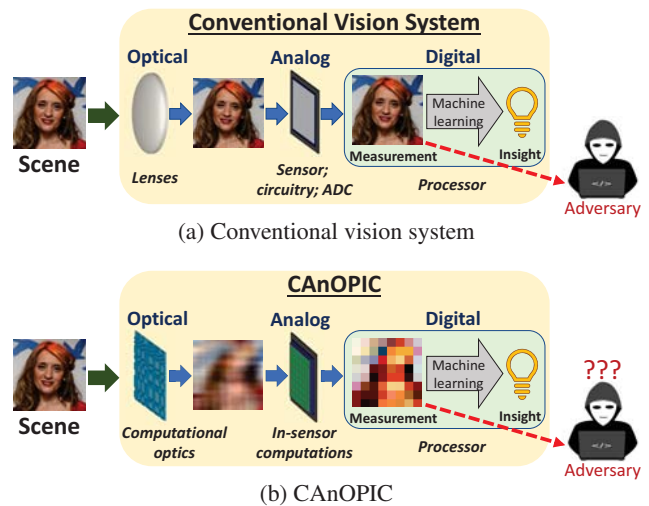 Conventional Vision System
Optical
Analog
Digital
Machine
learning
Scene
Measurement
Insight
Lenses
Sensor;
circuitry; ADC
Processor
</>
Adversary
(a) Conventional vision system
CAnOPIC
Optical
Analog
Digital
???
Machine
learning
Scene
Measurement
Insight
Computational
optics
In-sensor
computations
Processor
</>
Adversary
(b) CAnOPIC